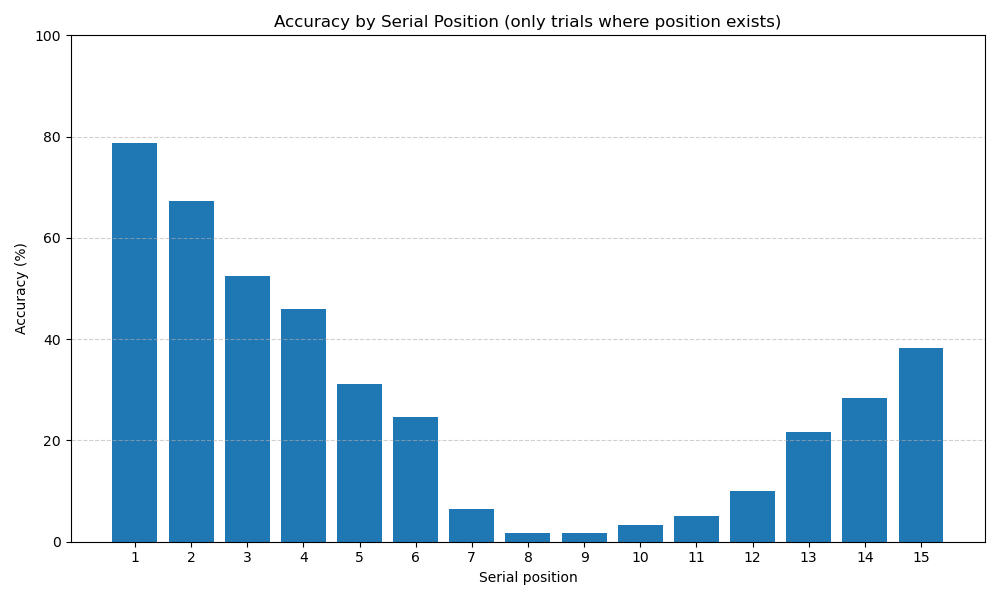 Accuracy by Serial Position (only trials where position exists)
100
80
60
40
20
0
Accuracy (%)
1 2 3 4 5 6 7 8 9 10 11 12 13 14 15
Serial position